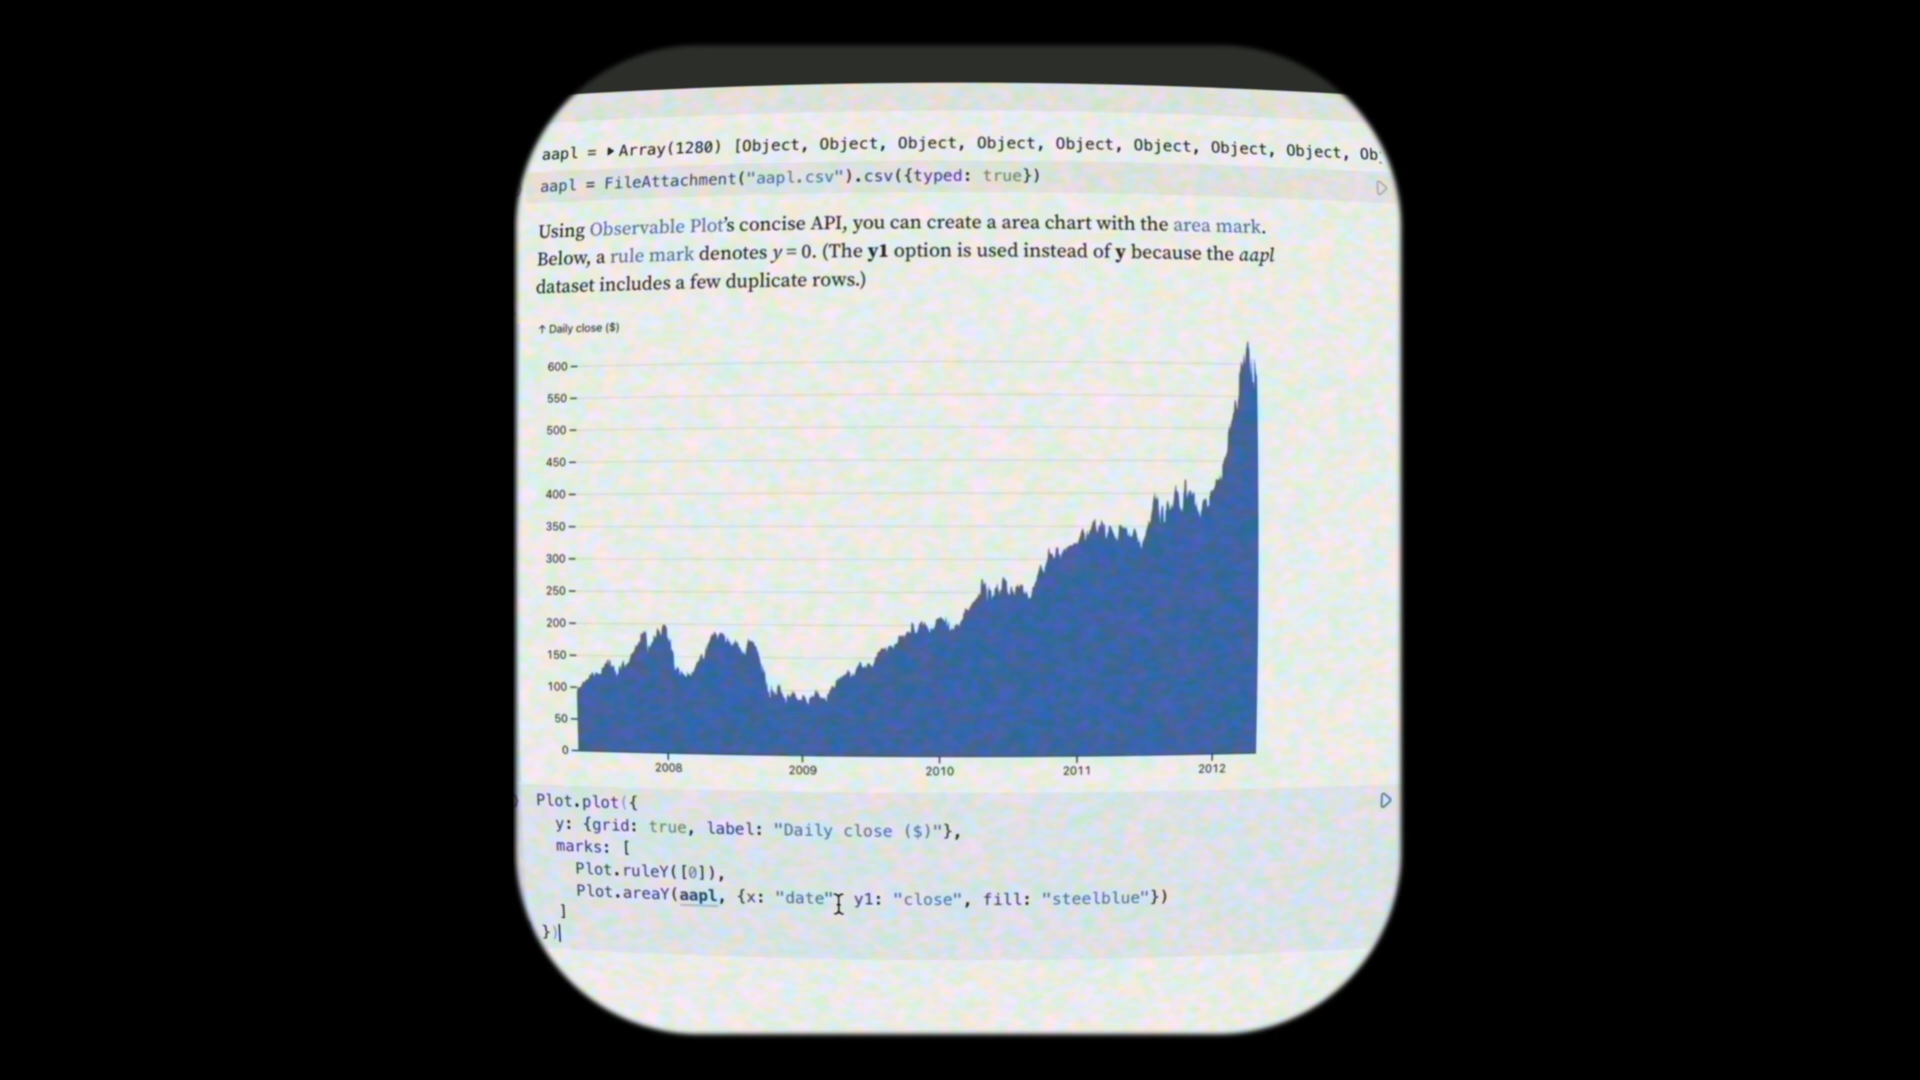 aapl = ▸Array(1280) [Object, Object, Object, Object, Object, Object, Object, Object, Ob
aapl = FileAttachment("aapl.csv").csv({typed: true})
Using Observable Plot's concise API, you can create a area chart with the area mark.
Below, a rule mark denotes y = 0. (The y1 option is used instead of y because the aapl
dataset includes a few duplicate rows.)
↑ Daily close ($)
600
550
500
450
400
350
300
250
200
150
100
50
0
2008 2009 2010 2011 2012
Plot.plot({
y: {grid: true, label: "Daily close ($)"},
marks: [
Plot.ruleY([0]),
Plot.areaY(aapl, {x: "date" y1: "close", fill: "steelblue"})
]
})